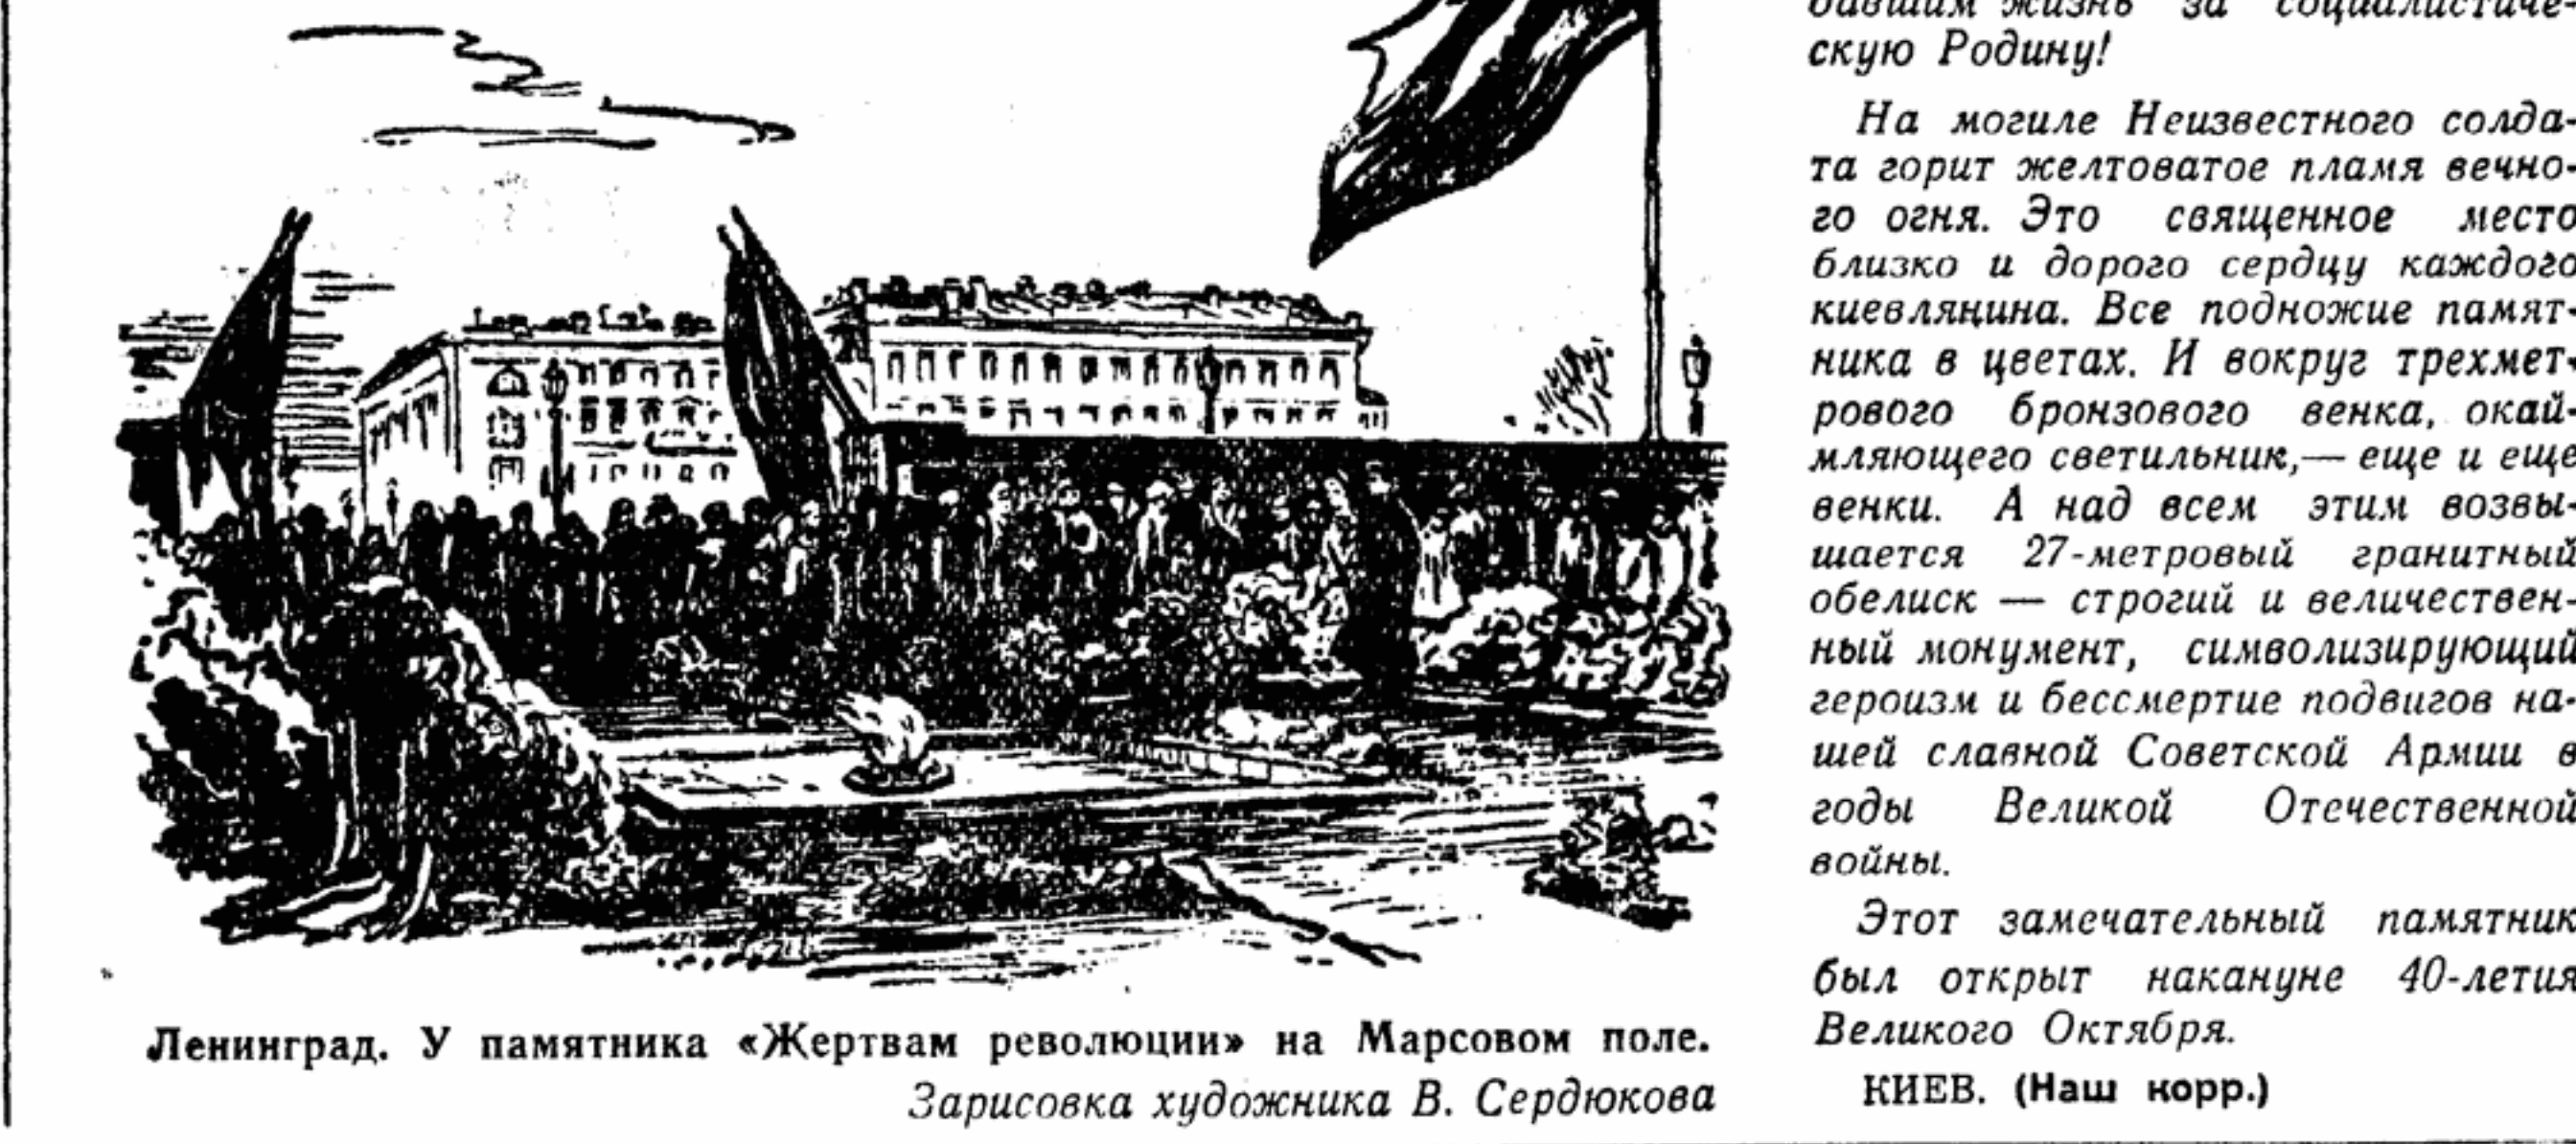 Ленинград. У памятника «Жертвам революции» на Марсовом поле.
Зарисовка художника В. Сердюкова
давшим жизнь за социалистиче-
скую Родину!
На могиле Неизвестного солда-
та горит желтоватое пламя вечно-
го огня. Это священное место
близко и дорого сердцу каждого
киевлянина. Все подножие памят-
ника в цветах. И вокруг трехмет-
рового бронзового венка, окай-
мляющего светильник,— еще и еще
венки. А над всем этим возвы-
шается 27-метровый гранитный
обелиск — строгий и величествен-
ный монумент, символизирующий
героизм и бессмертие подвигов на-
шей славной Советской Армии в
годы Великой Отечественной
войны.
Этот замечательный памятник
был открыт накануне 40-летия
Великого Октября.
КИЕВ. (Наш корр.)